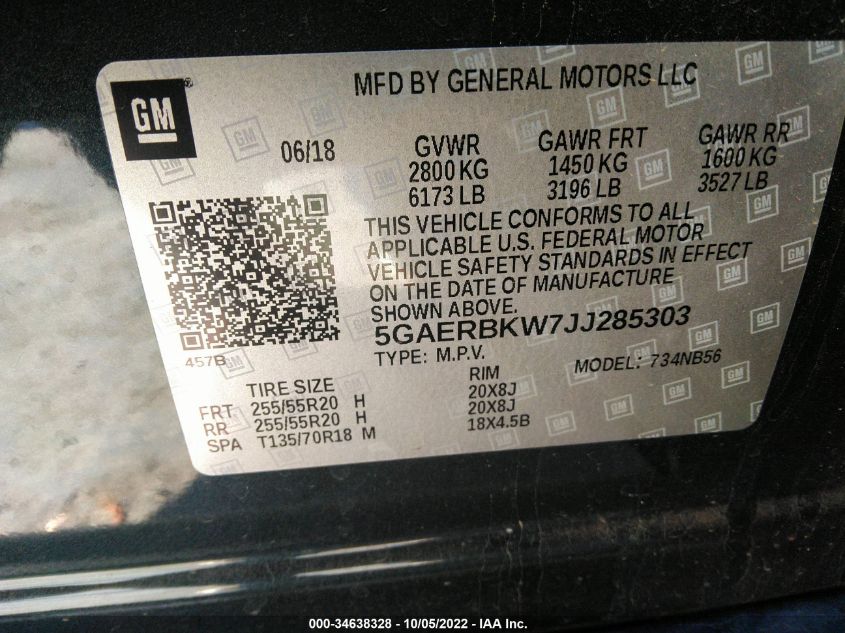 MFD BY GENERAL MOTORS LLC
GM
®
06/18 GVWR GAWR FRT GAWR RR
2800 KG 1450 KG 1600 KG
6173 LB 3196 LB 3527 LB
THIS VEHICLE CONFORMS TO ALL
APPLICABLE U.S. FEDERAL MOTOR
VEHICLE SAFETY STANDARDS IN EFFECT
ON THE DATE OF MANUFACTURE
SHOWN ABOVE.
5GAERBKW7JJ285303
457B TYPE: M.P.V. MODEL: 734NB56
TIRE SIZE RIM
FRT 255/55R20 H 20X8J
RR 255/55R20 H 20X8J
SPA T135/70R18 M 18X4.5B
000-34638328 - 10/05/2022 - IAA Inc.